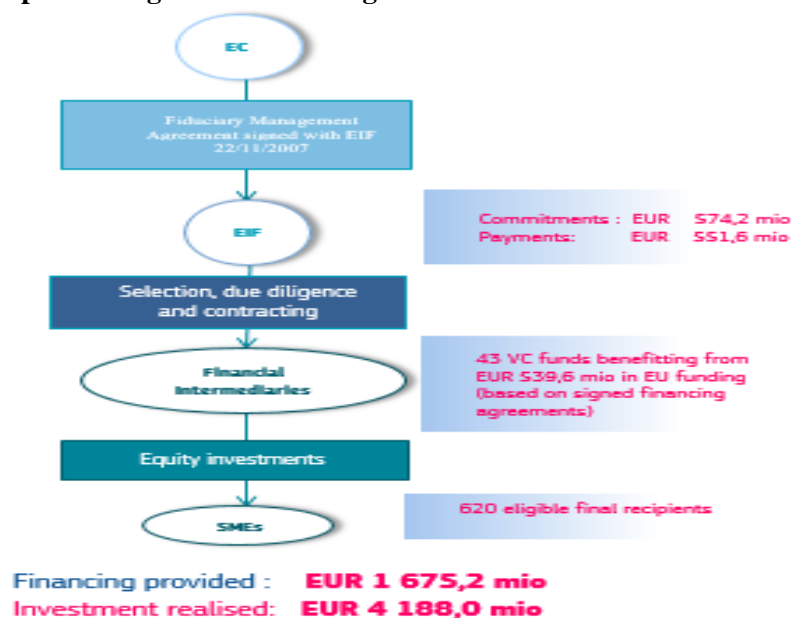 EC
Fiduciary Management
Agreement signed with EIF
22/11/2007
EIF
Commitments : EUR 574,2 mio
Payments: EUR 551,6 mio
Selection, due diligence
and contracting
Financial
Intermediaries
43 VC funds benefitting from
EUR 539,6 mio in EU funding
(based on signed financing
agreements)
Equity investments
SMEs
620 eligible final recipients
Financing provided : EUR 1 675,2 mio
Investment realised: EUR 4 188,0 mio